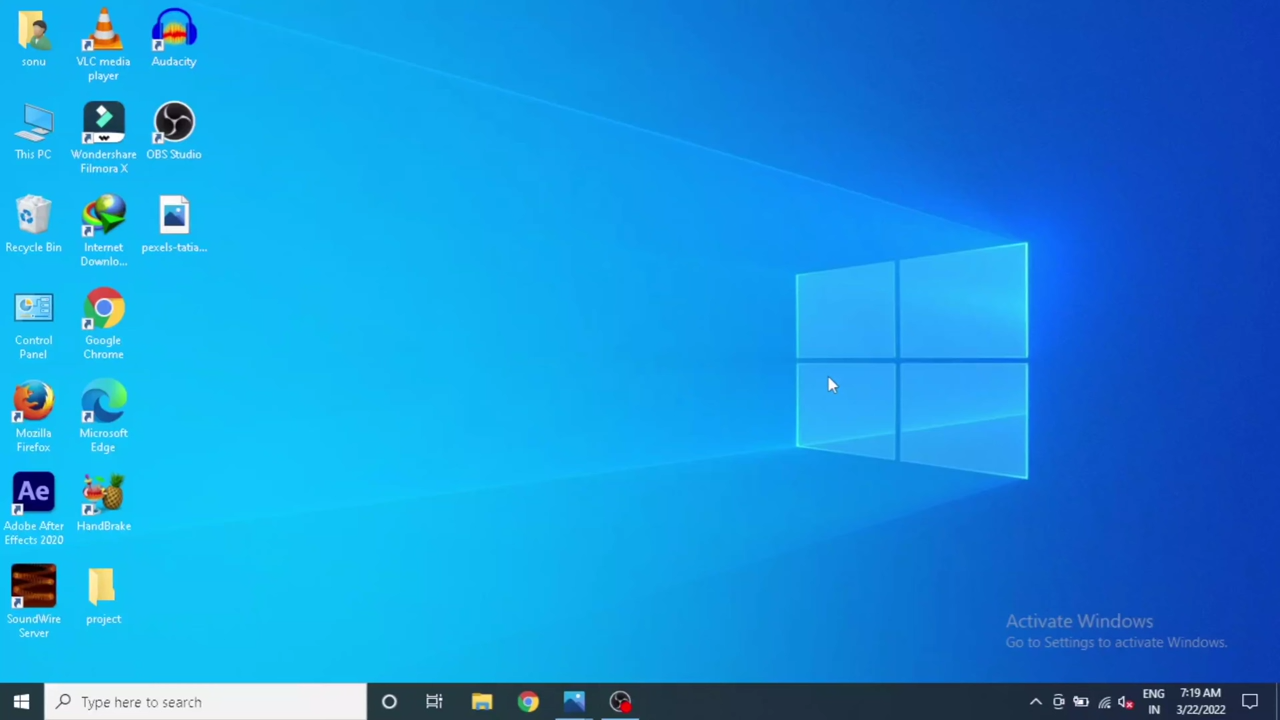 sonu
VLC media
player
Audacity
This PC
Wondershare
Filmora X
OBS Studio
Recycle Bin
Internet
Downlo...
pexels-tatia...
Control
Panel
Google
Chrome
Mozilla
Firefox
Microsoft
Edge
Ae
Adobe After
Effects 2020
HandBrake
SoundWire
Server
project
Activate Windows
Go to Settings to activate Windows.
Type here to search
ENG
IN
7:19 AM
3/22/2022